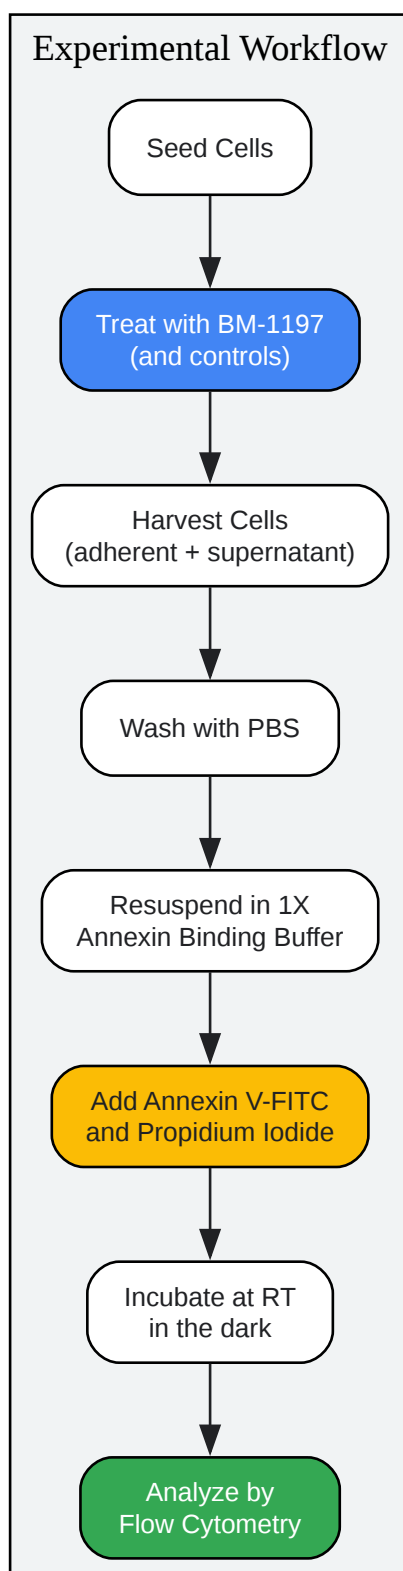 Experimental Workflow
Seed Cells
Treat with BM-1197
(and controls)
Harvest Cells
(adherent + supernatant)
Wash with PBS
Resuspend in 1X
Annexin Binding Buffer
Add Annexin V-FITC
and Propidium Iodide
Incubate at RT
in the dark
Analyze by
Flow Cytometry